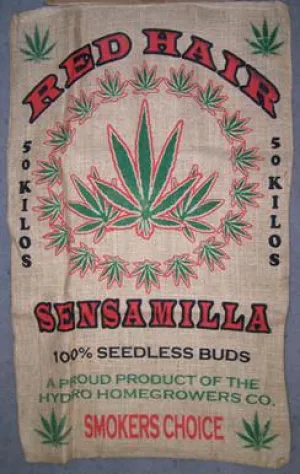 RED HAIR
50 KILOS
50 KILOS
SENSAMILLA
100% SEEDLESS BUDS
A PROUD PRODUCT OF THE
HYDRO HOMEGROWERS CO.
SMOKERS CHOICE